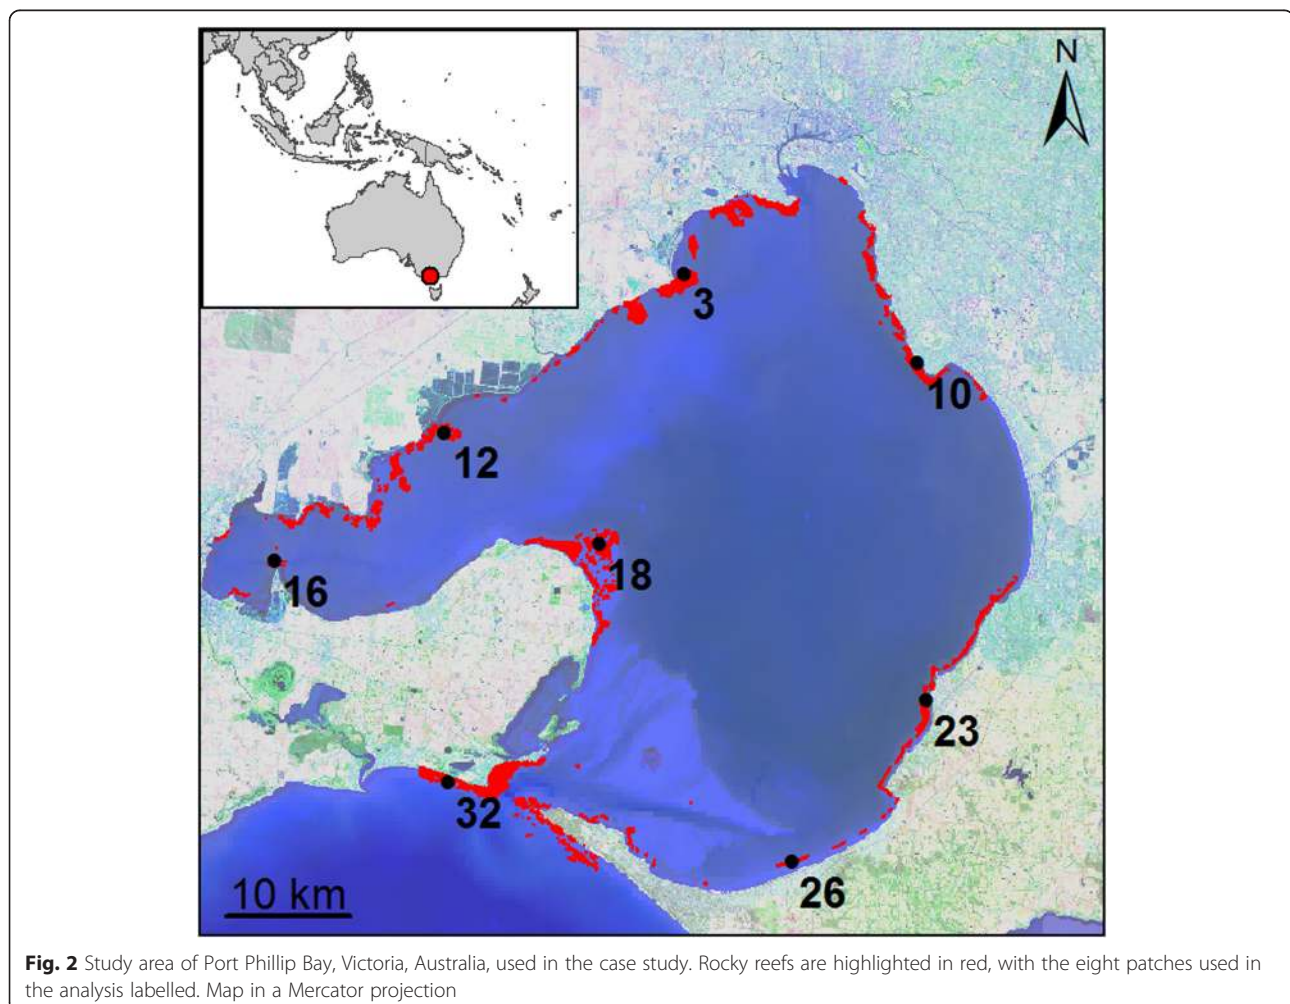 N
3
10
12
18
16
23
32
26
10 km
Fig. 2 Study area of Port Phillip Bay, Victoria, Australia, used in the case study. Rocky reefs are highlighted in red, with the eight patches used in
the analysis labelled. Map in a Mercator projection